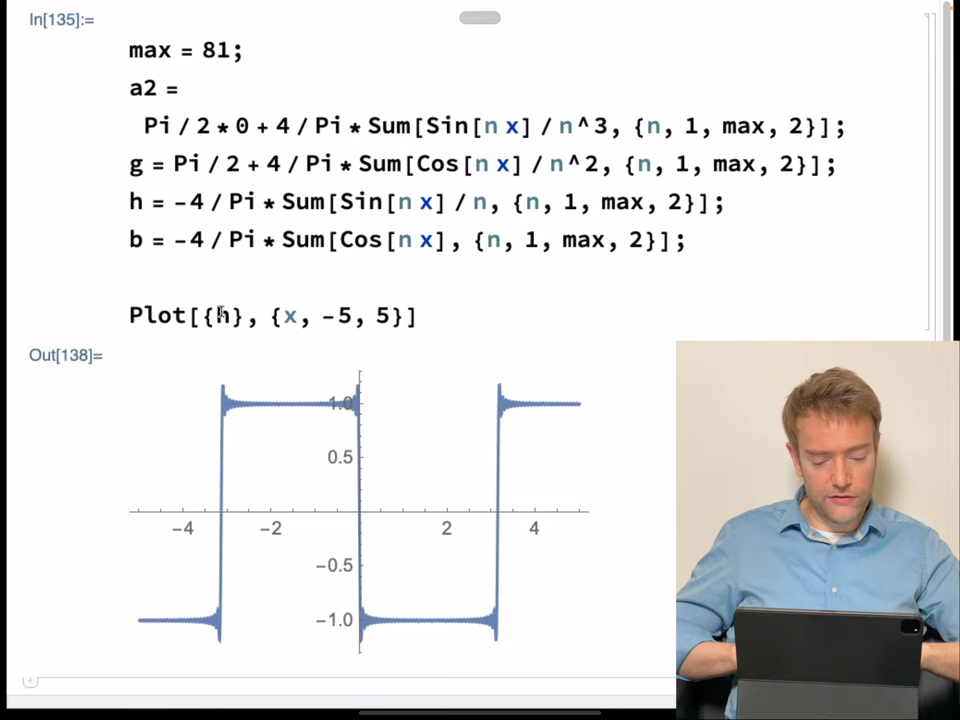 In[135]:=
max = 81;
a2 =
Pi / 2 * 0 + 4 / Pi * Sum[Sin[n x] / n ^ 3, {n, 1, max, 2}];
g = Pi / 2 + 4 / Pi * Sum[Cos[n x] / n ^ 2, {n, 1, max, 2}];
h = -4 / Pi * Sum[Sin[n x] / n, {n, 1, max, 2}];
b = -4 / Pi * Sum[Cos[n x], {n, 1, max, 2}];
Plot[{h}, {x, -5, 5}]
Out[138]=
1.0
0.5
-4 -2 2 4
-0.5
-1.0